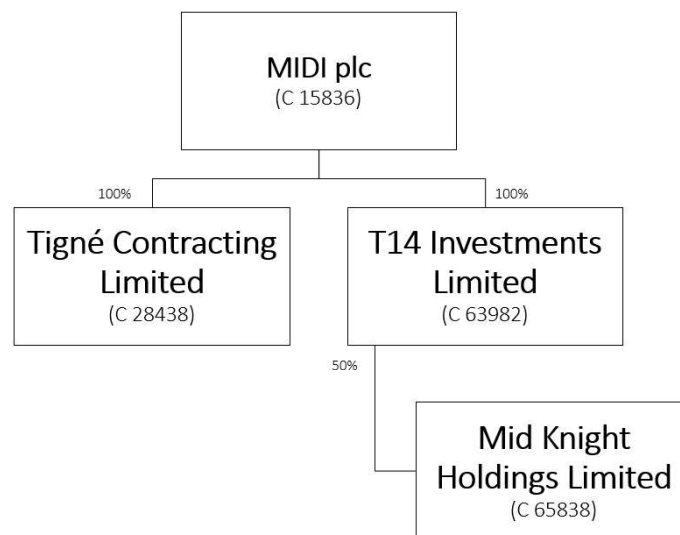 MIDI plc
(C 15836)
100%
100%
Tigné Contracting
Limited
(C 28438)
T14 Investments
Limited
(C 63982)
50%
Mid Knight
Holdings Limited
(C 65838)